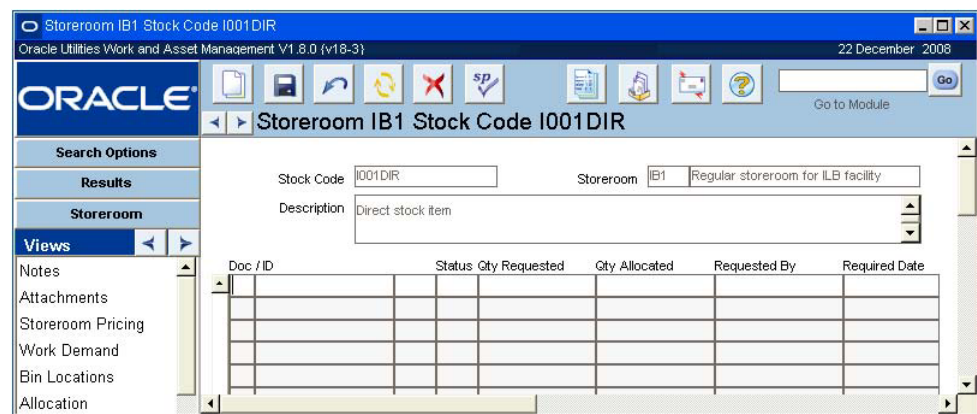 Storeroom IB1 Stock Code I001DIR
Oracle Utilities Work and Asset Management V1.8.0 {v18-3}
22 December 2008
ORACLE
sp
Go
Go to Module
Storeroom IB1 Stock Code I001DIR
Search Options
Results
Storeroom
Views
Notes
Attachments
Storeroom Pricing
Work Demand
Bin Locations
Allocation
Stock Code I001DIR
Storeroom IB1 Regular storeroom for ILB facility
Description Direct stock item
Doc / ID Status Qty Requested Qty Allocated Requested By Required Date